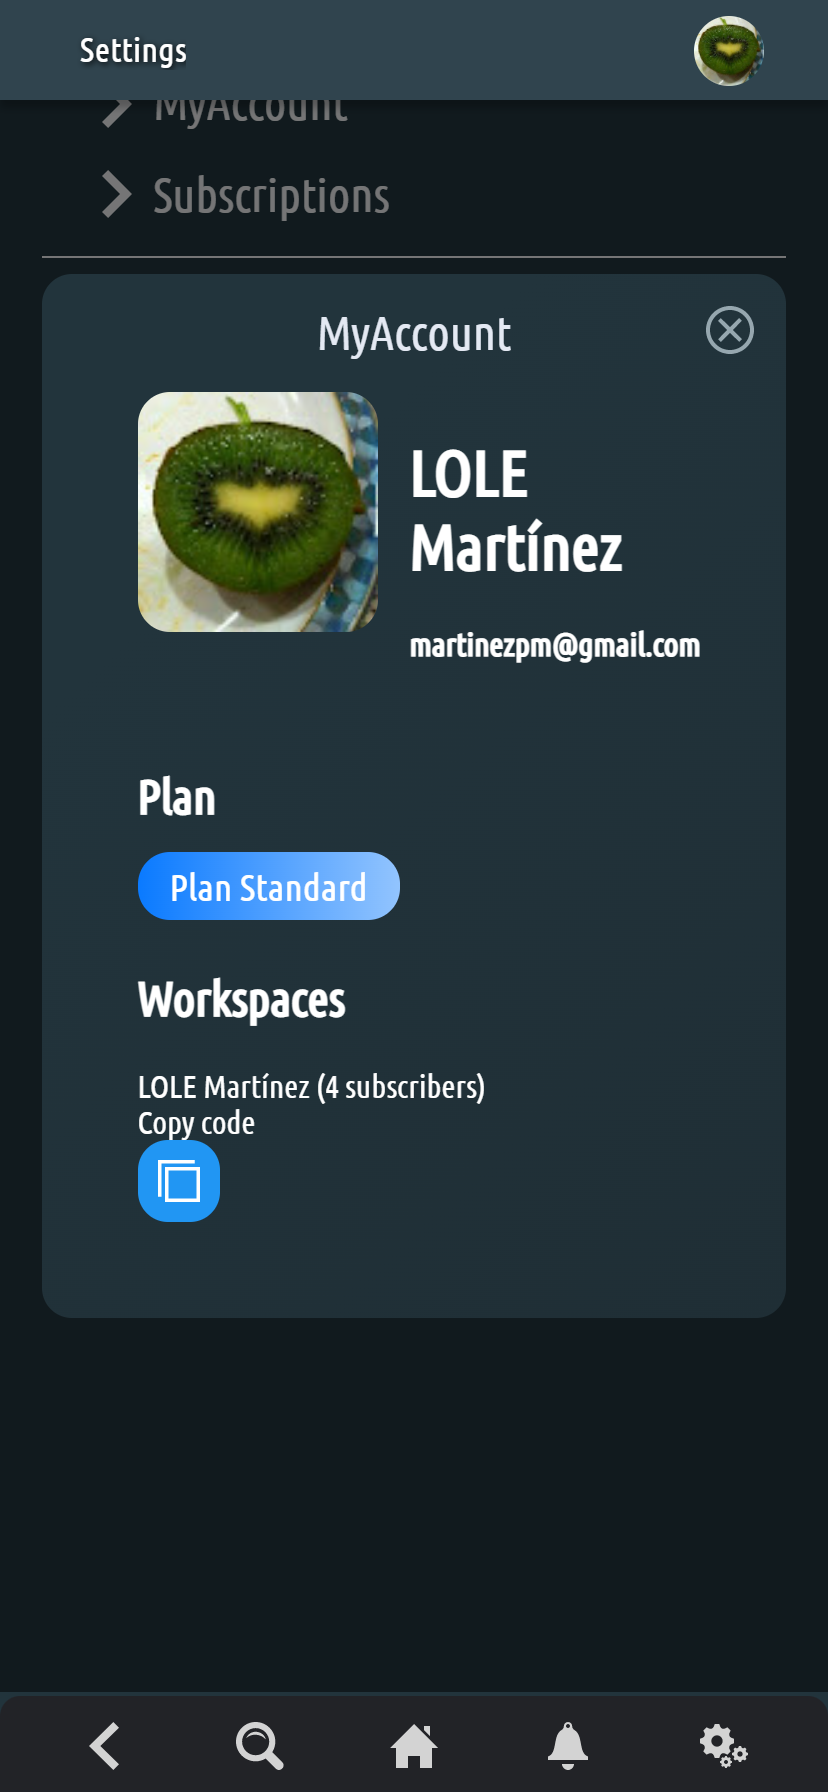 Settings
MyAccount
Subscriptions
MyAccount
LOLE
Martínez
martinezpm@gmail.com
Plan
Plan Standard
Workspaces
LOLE Martínez (4 subscribers)
Copy code